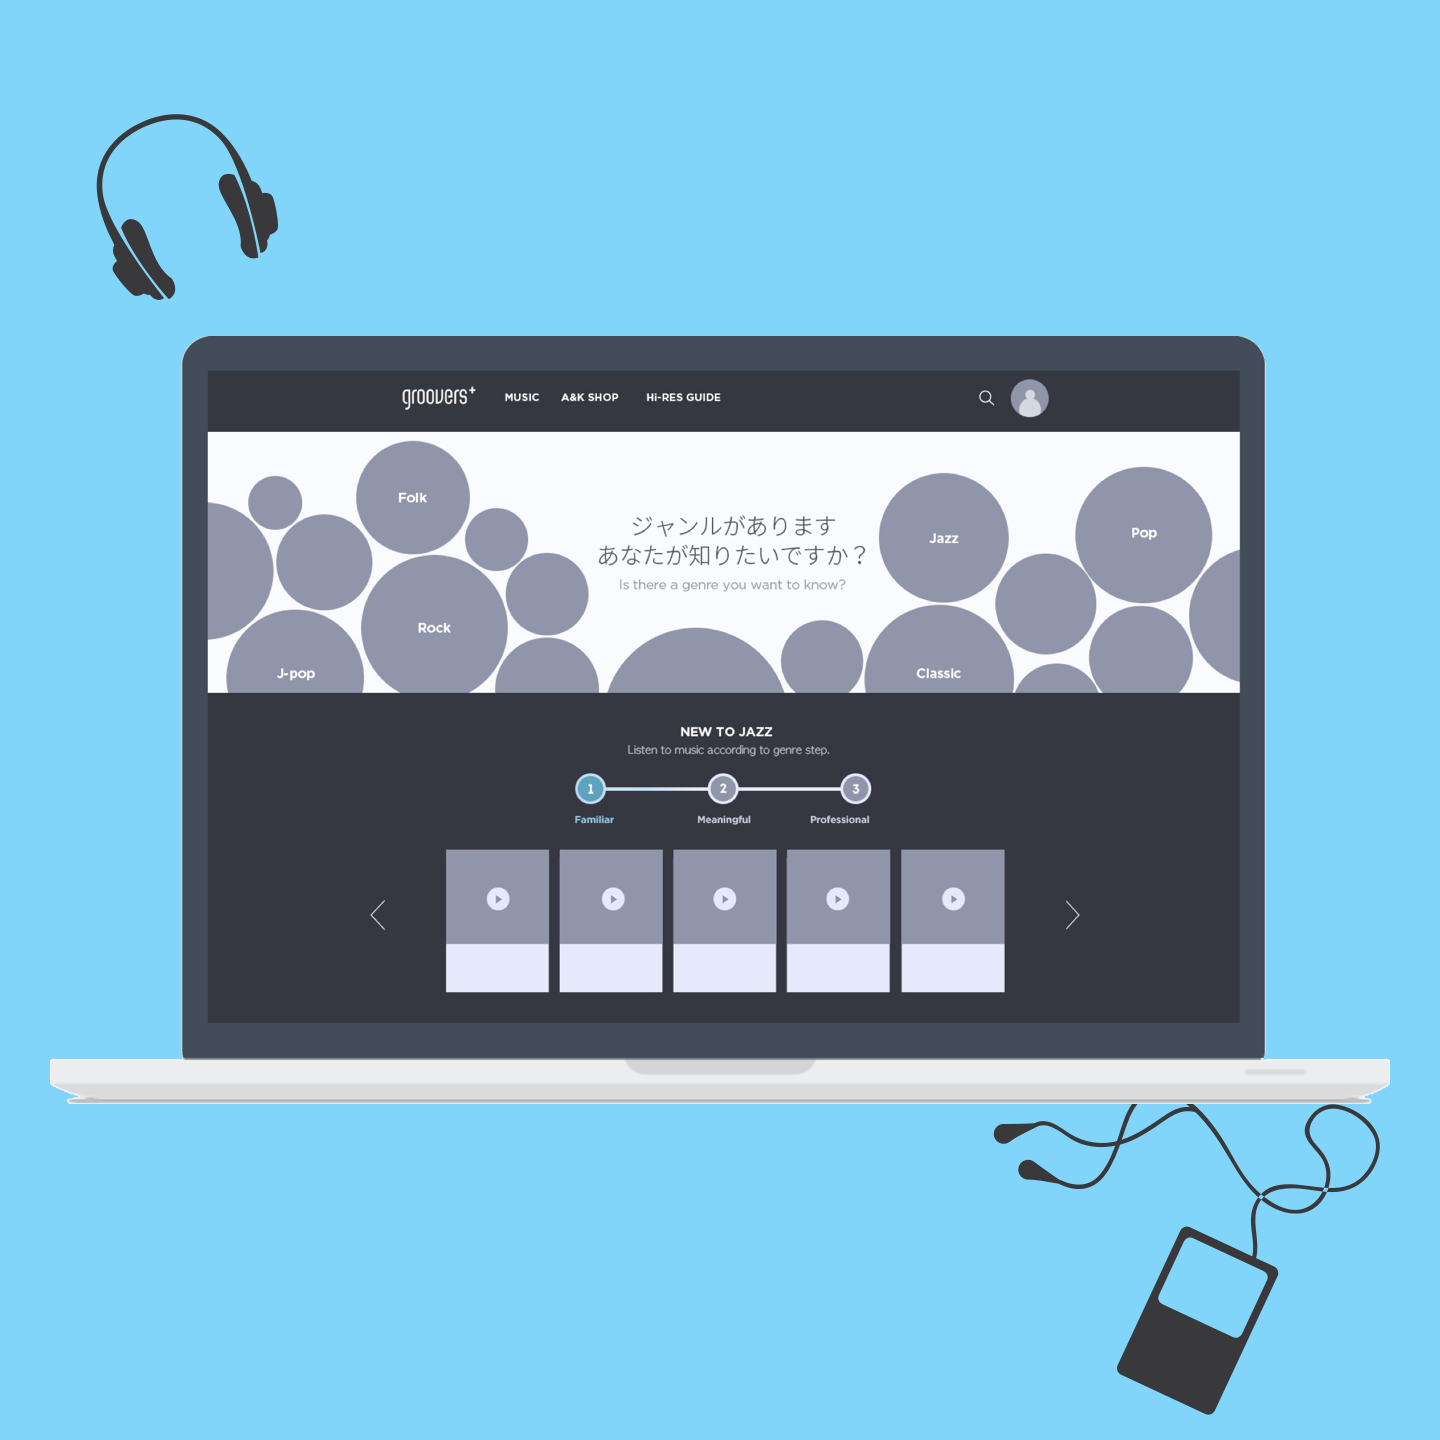 groovers+ MUSIC A&K SHOP Hi-RES GUIDE
Folk
Jazz
Pop
ジャンルがあります
あなたが知りたいですか？
Is there a genre you want to know?
Rock
J-pop
Classic
NEW TO JAZZ
Listen to music according to genre step.
1 2 3
Familiar Meaningful Professional